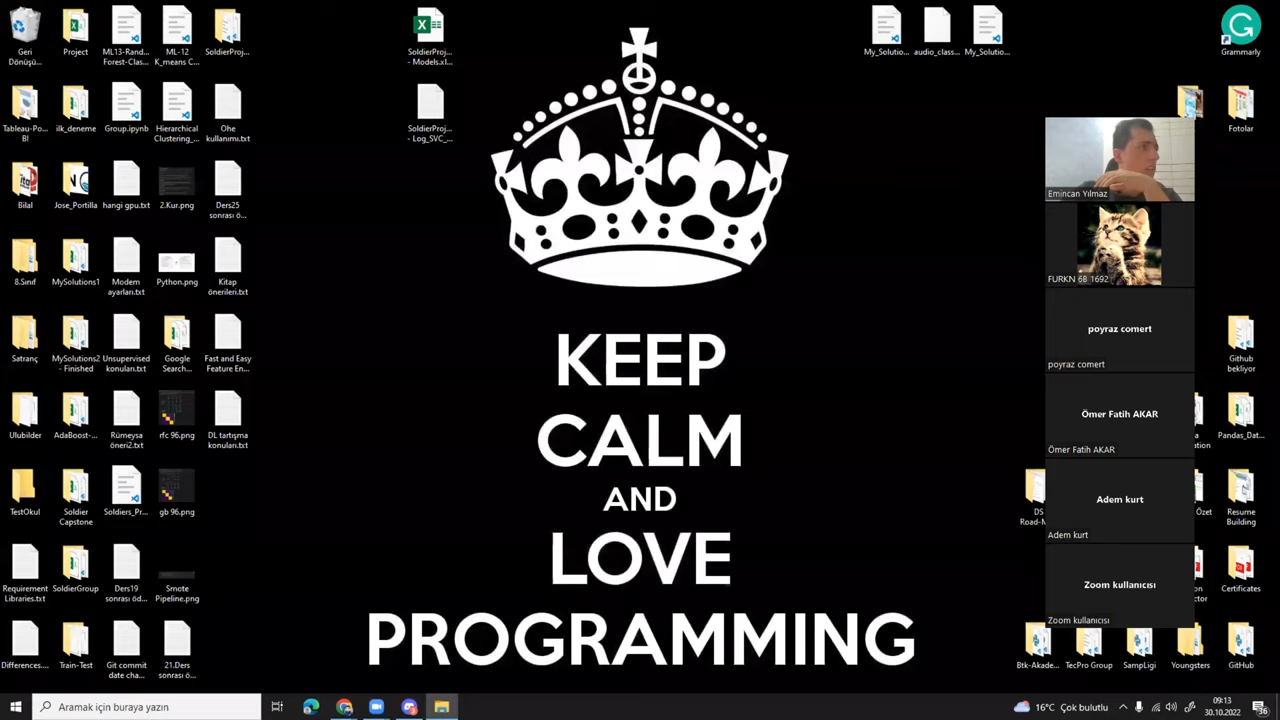 Geri
Dönüşü...
Project
ML13-Rand...
Forest-Clas...
ML-12
K_means C...
SoldierProj...
SoldierProj...
- Models.xl...
My_Solutio...
audio_class...
My_Solutio...
Grammarly
Tableau-Po...
BI
ilk_deneme
Group.ipynb
Hierarchical
Clustering_...
Ohe
kullanımı.txt
SoldierProj...
- Log_SVC_...
Fotolar
Bilal
Jose_Portilla
hangi gpu.txt
2.Kur.png
Ders25
sonrası ö...
Emincan Yılmaz
8.Sınıf
MySolutions1
Modem
ayarları.txt
Python.png
Kitap
önerileri.txt
FURKN 6B 1692
Satranç
MySolutions2
- Finished
Unsupervised
konuları.txt
Google
Search...
Fast and Easy
Feature En...
poyraz comert
poyraz comert
Github
bekliyor
Ulubilder
AdaBoost-...
Rümeysa
öneri2.txt
rfc 96.png
DL tartışma
konuları.txt
Ömer Fatih AKAR
Ömer Fatih AKAR
Pandas_Dat...
TestOkul
Soldier
Capstone
Soldiers_Pr...
gb 96.png
DS
Road-M
Adem kurt
Adem kurt
Özet
Resume
Building
Requirement
Libraries.txt
SoldierGroup
Ders19
sonrası öd...
Smote
Pipeline.png
Zoom kullanıcısı
Zoom kullanıcısı
Certificates
Differences....
Train-Test
Git commit
date cha...
21.Ders
sonrası ö...
Btk-Akade...
TecPro Group
SampLigi
Youngsters
GitHub
KEEP
CALM
AND
LOVE
PROGRAMMING
Aramak için buraya yazın
16°C Çok bulutlu
09:13
30.10.2022
36